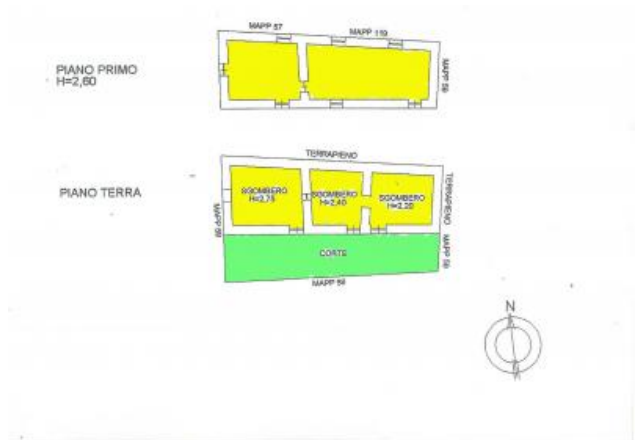 MAPP 57
MAPP 119
PIANO PRIMO
H=2,60
MAPP 59
TERRAPIENO
PIANO TERRA
SGOMBERO
H=2,75
SGOMBERO
H=2,40
SGOMBERO
H=2,20
TERRAPIENO
MAPP 59
MAPP 59
CORTE
MAPP 59
N